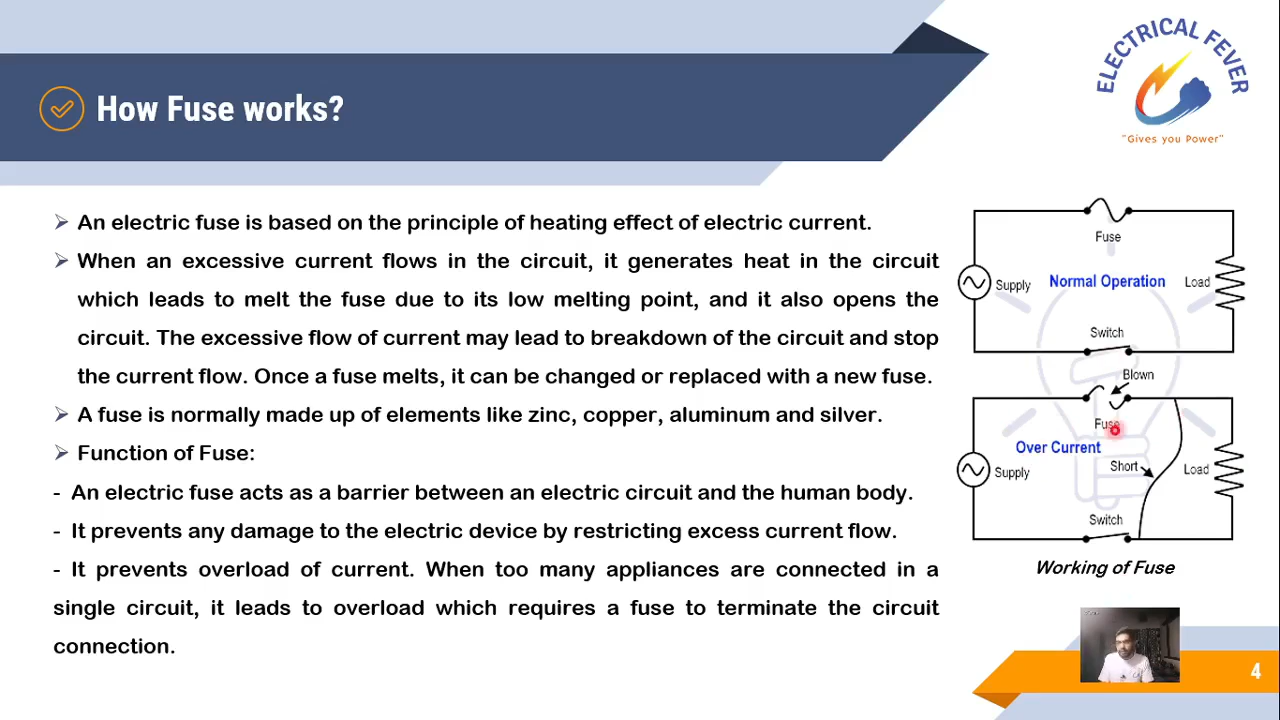 ELECTRICAL FEVER
"Gives you Power"
How Fuse works?
An electric fuse is based on the principle of heating effect of electric current.
When an excessive current flows in the circuit, it generates heat in the circuit
which leads to melt the fuse due to its low melting point, and it also opens the
circuit. The excessive flow of current may lead to breakdown of the circuit and stop
the current flow. Once a fuse melts, it can be changed or replaced with a new fuse.
A fuse is normally made up of elements like zinc, copper, aluminum and silver.
Function of Fuse:
- An electric fuse acts as a barrier between an electric circuit and the human body.
- It prevents any damage to the electric device by restricting excess current flow.
- It prevents overload of current. When too many appliances are connected in a
single circuit, it leads to overload which requires a fuse to terminate the circuit
connection.
Fuse
Supply
Normal Operation
Load
Switch
Blown
Fuse
Over Current
Supply
Short
Load
Switch
Working of Fuse
4